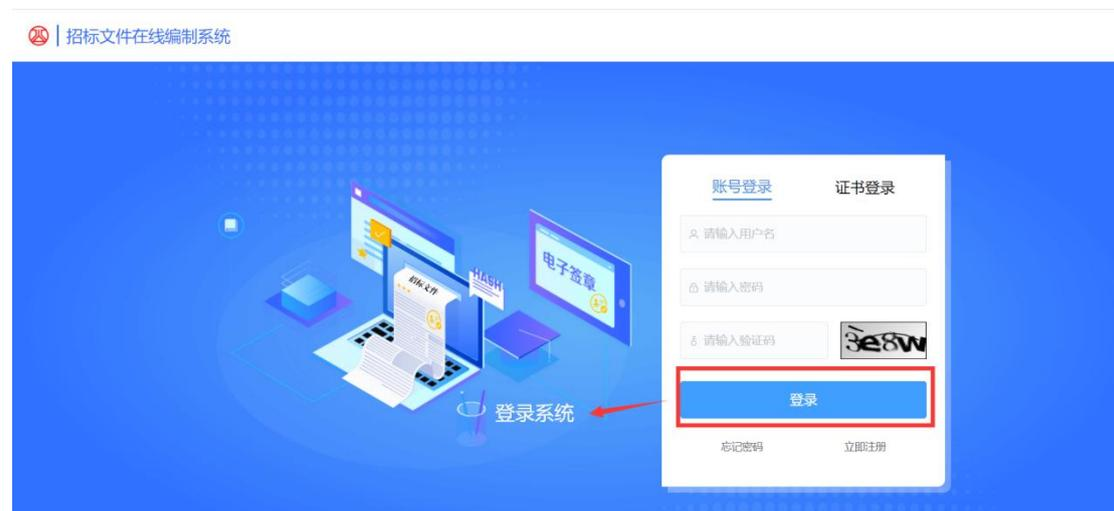 招标文件在线编制系统
账号登录
证书登录
请输入用户名
电子签章
HASH
招标文件
请输入密码
请输入验证码
3e8w
登录
登录系统
忘记密码
立即注册